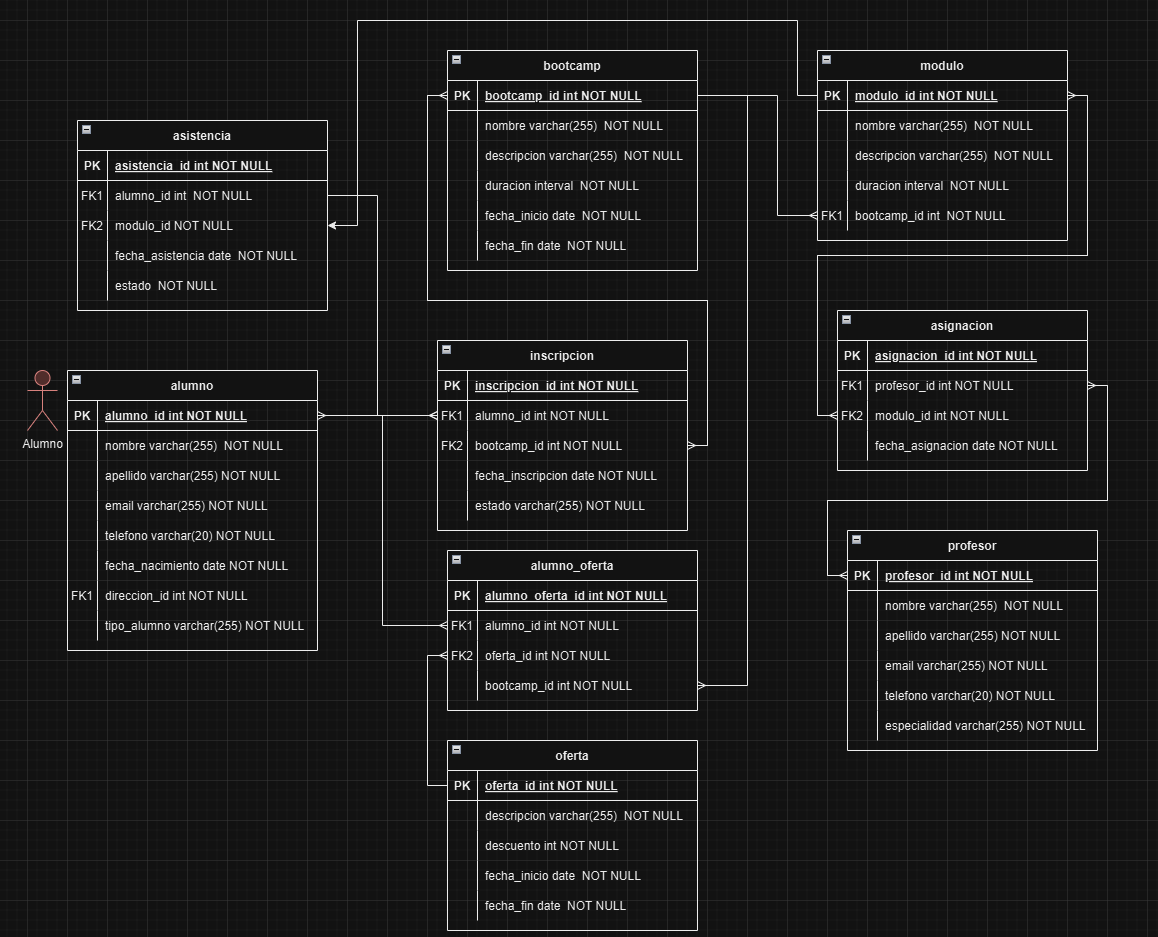 bootcamp
PK bootcamp_id int NOT NULL
nombre varchar(255) NOT NULL
descripcion varchar(255) NOT NULL
duracion interval NOT NULL
fecha_inicio date NOT NULL
fecha_fin date NOT NULL
modulo
PK modulo_id int NOT NULL
nombre varchar(255) NOT NULL
descripcion varchar(255) NOT NULL
duracion interval NOT NULL
FK1 bootcamp_id int NOT NULL
asistencia
PK asistencia_id int NOT NULL
FK1 alumno_id int NOT NULL
FK2 modulo_id NOT NULL
fecha_asistencia date NOT NULL
estado NOT NULL
asignacion
PK asignacion_id int NOT NULL
FK1 profesor_id int NOT NULL
FK2 modulo_id int NOT NULL
fecha_asignacion date NOT NULL
inscripcion
PK inscripcion_id int NOT NULL
FK1 alumno_id int NOT NULL
FK2 bootcamp_id int NOT NULL
fecha_inscripcion date NOT NULL
estado varchar(255) NOT NULL
Alumno
alumno
PK alumno_id int NOT NULL
nombre varchar(255) NOT NULL
apellido varchar(255) NOT NULL
email varchar(255) NOT NULL
telefono varchar(20) NOT NULL
fecha_nacimiento date NOT NULL
FK1 direccion_id int NOT NULL
tipo_alumno varchar(255) NOT NULL
alumno_oferta
PK alumno_oferta_id int NOT NULL
FK1 alumno_id int NOT NULL
FK2 oferta_id int NOT NULL
bootcamp_id int NOT NULL
profesor
PK profesor_id int NOT NULL
nombre varchar(255) NOT NULL
apellido varchar(255) NOT NULL
email varchar(255) NOT NULL
telefono varchar(20) NOT NULL
especialidad varchar(255) NOT NULL
oferta
PK oferta_id int NOT NULL
descripcion varchar(255) NOT NULL
descuento int NOT NULL
fecha_inicio date NOT NULL
fecha_fin date NOT NULL